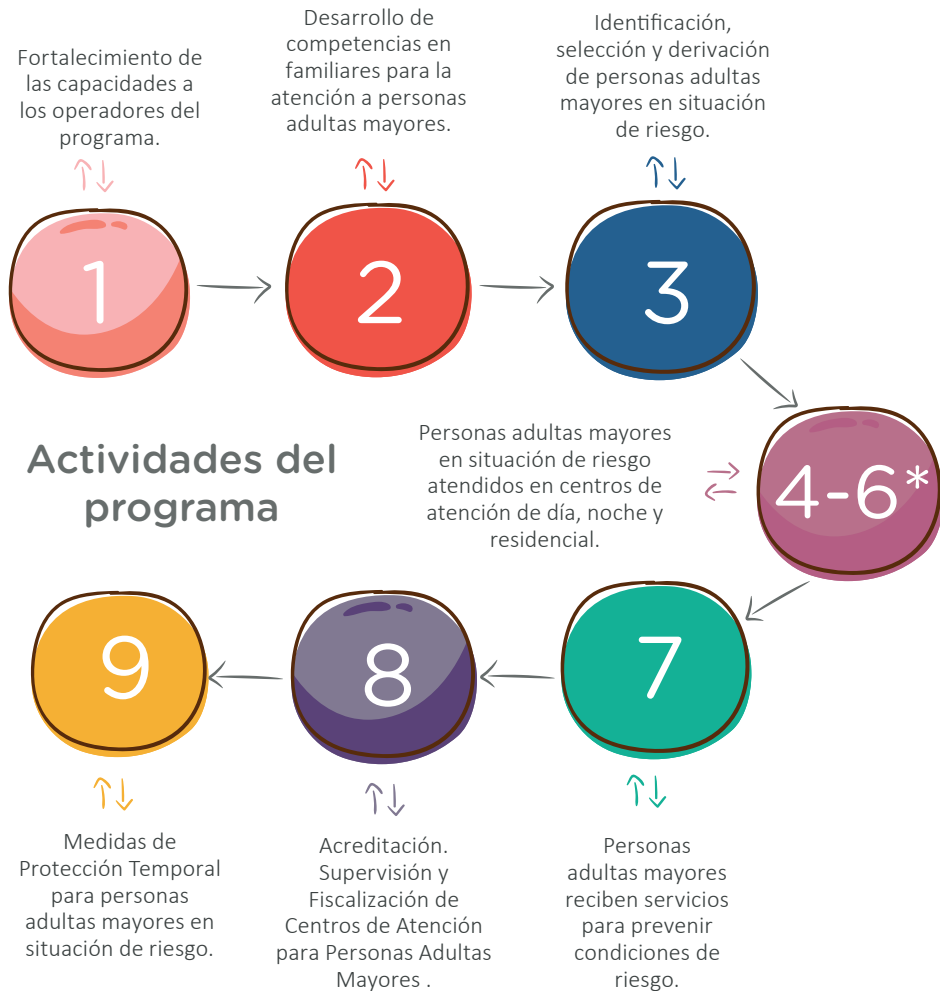 Fortalecimiento de
las capacidades a
los operadores del
programa.
Desarrollo de
competencias en
familiares para la
atención a personas
adultas mayores.
Identificación,
selección y derivación
de personas adultas
mayores en situación
de riesgo.
1
2
3
Actividades del
programa
Personas adultas mayores
en situación de riesgo
atendidos en centros de
atención de día, noche y
residencial.
4-6*
7
8
9
Personas
adultas mayores
reciben servicios
para prevenir
condiciones de
riesgo.
Acreditación.
Supervisión y
Fiscalización de
Centros de Atención
para Personas Adultas
Mayores .
Medidas de
Protección Temporal
para personas
adultas mayores en
situación de riesgo.